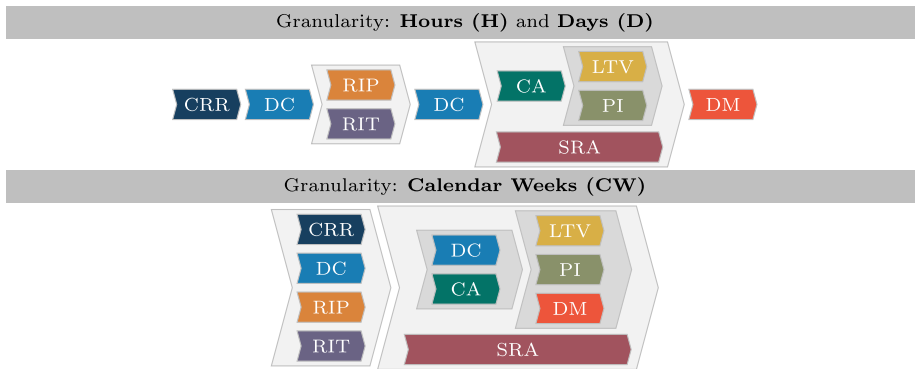 Granularity: Hours (H) and Days (D)
CRR DC RIP RIT DC CA LTV PI SRA DM
Granularity: Calendar Weeks (CW)
CRR
DC
RIP
RIT
DC
CA
LTV
PI
DM
SRA